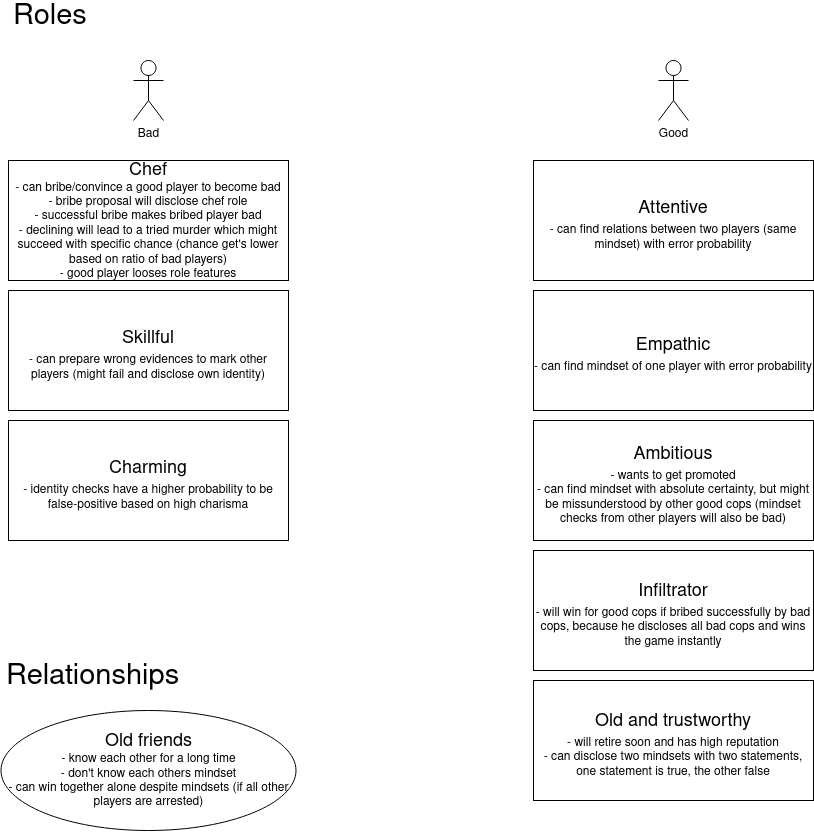 Roles
Bad
Chef
- can bribe/convince a good player to become bad
- bribe proposal will disclose chef role
- successful bribe makes bribed player bad
- declining will lead to a tried murder which might
succeed with specific chance (chance get's lower
based on ratio of bad players)
- good player looses role features
Skillful
- can prepare wrong evidences to mark other
players (might fail and disclose own identity)
Charming
- identity checks have a higher probability to be
false-positive based on high charisma
Good
Attentive
- can find relations between two players (same
mindset) with error probability
Empathic
- can find mindset of one player with error probability
Ambitious
- wants to get promoted
- can find mindset with absolute certainty, but might
be misunderstood by other good cops (mindset
checks from other players will also be bad)
Infiltrator
- will win for good cops if bribed successfully by bad
cops, because he discloses all bad cops and wins
the game instantly
Old and trustworthy
- will retire soon and has high reputation
- can disclose two mindsets with two statements,
one statement is true, the other false
Relationships
Old friends
- know each other for a long time
- don't know each others mindset
- can win together alone despite mindsets (if all other
players are arrested)